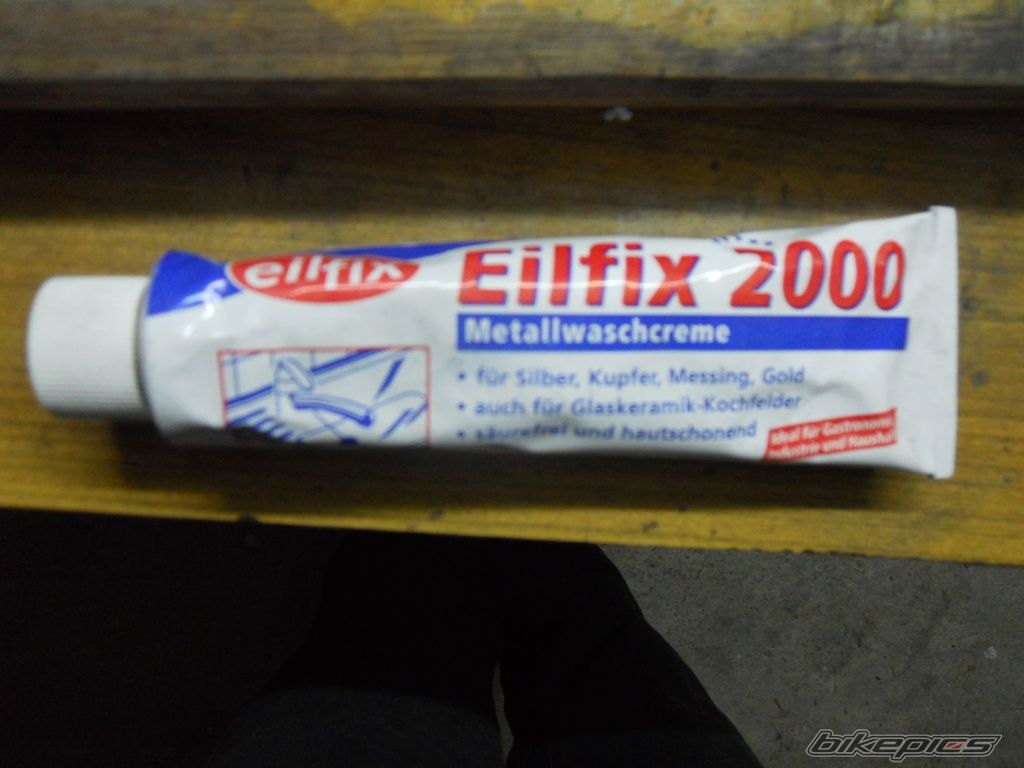 eilfix
Eilfix 2000
Metallwaschcreme
• für Silber, Kupfer, Messing, Gold
• auch für Glaskeramik-Kochfelder
• säurefrei und hautschonend
Ideal für Gastronomie
Industrie und Haushalt
bikepics